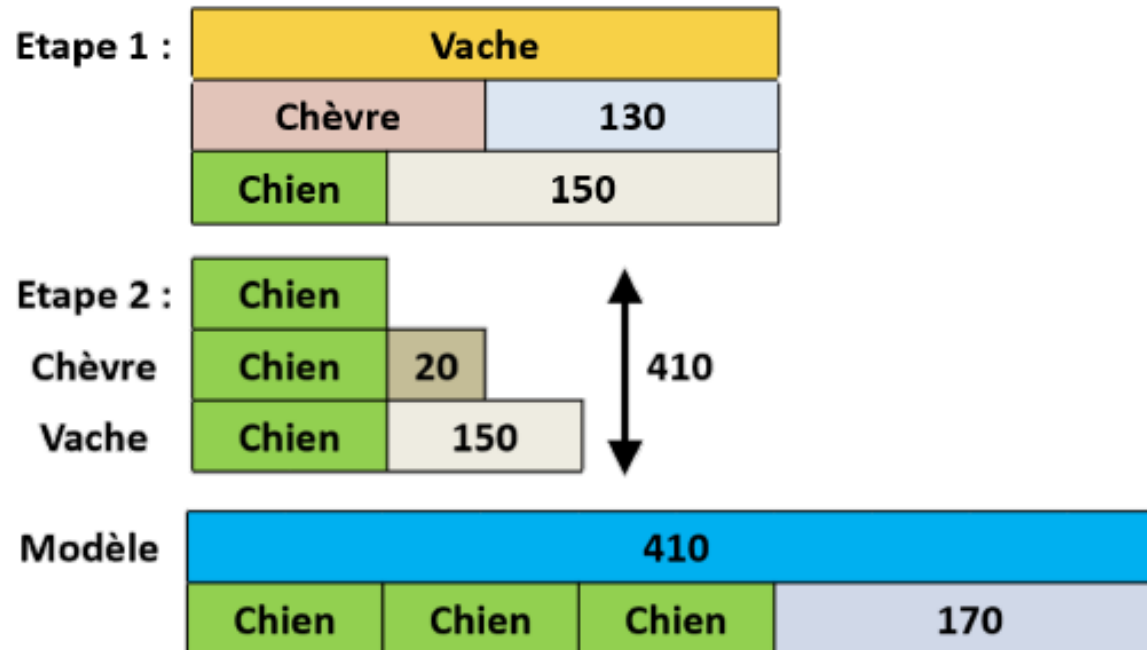 Etape 1 :
Vache
Chèvre 130
Chien 150
Etape 2 :
Chien
Chèvre Chien 20 410
Vache Chien 150
Modèle 410
Chien Chien Chien 170